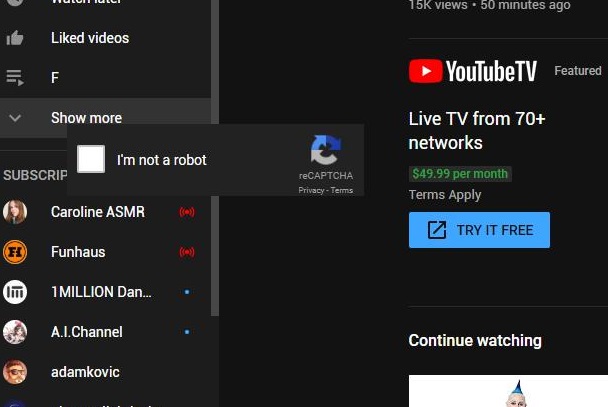 Watch later
Liked videos
F
Show more
I'm not a robot
reCAPTCHA
Privacy - Terms
SUBSCRIP
Caroline ASMR
Funhaus
1MILLION Dan...
A.I.Channel
adamkovic
15K views • 50 minutes ago
YouTubeTV
Featured
Live TV from 70+
networks
$49.99 per month
Terms Apply
TRY IT FREE
Continue watching